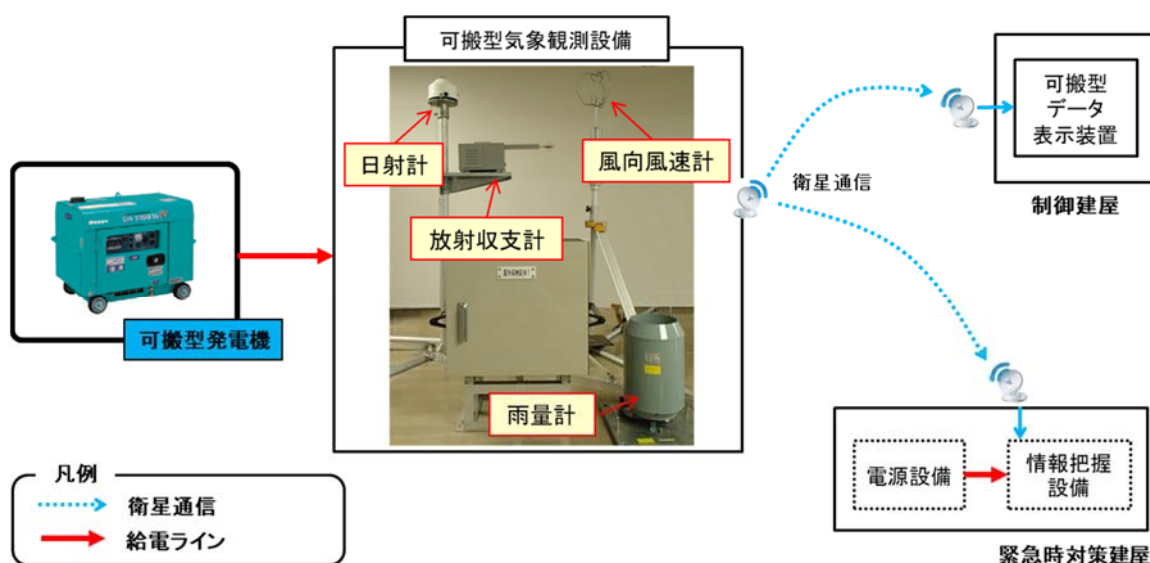 可搬型気象観測設備
日射計
風向風速計
放射収支計
雨量計
可搬型発電機
衛星通信
可搬型
データ
表示装置
制御建屋
電源設備
情報把握
設備
緊急時対策建屋
凡例
衛星通信
給電ライン